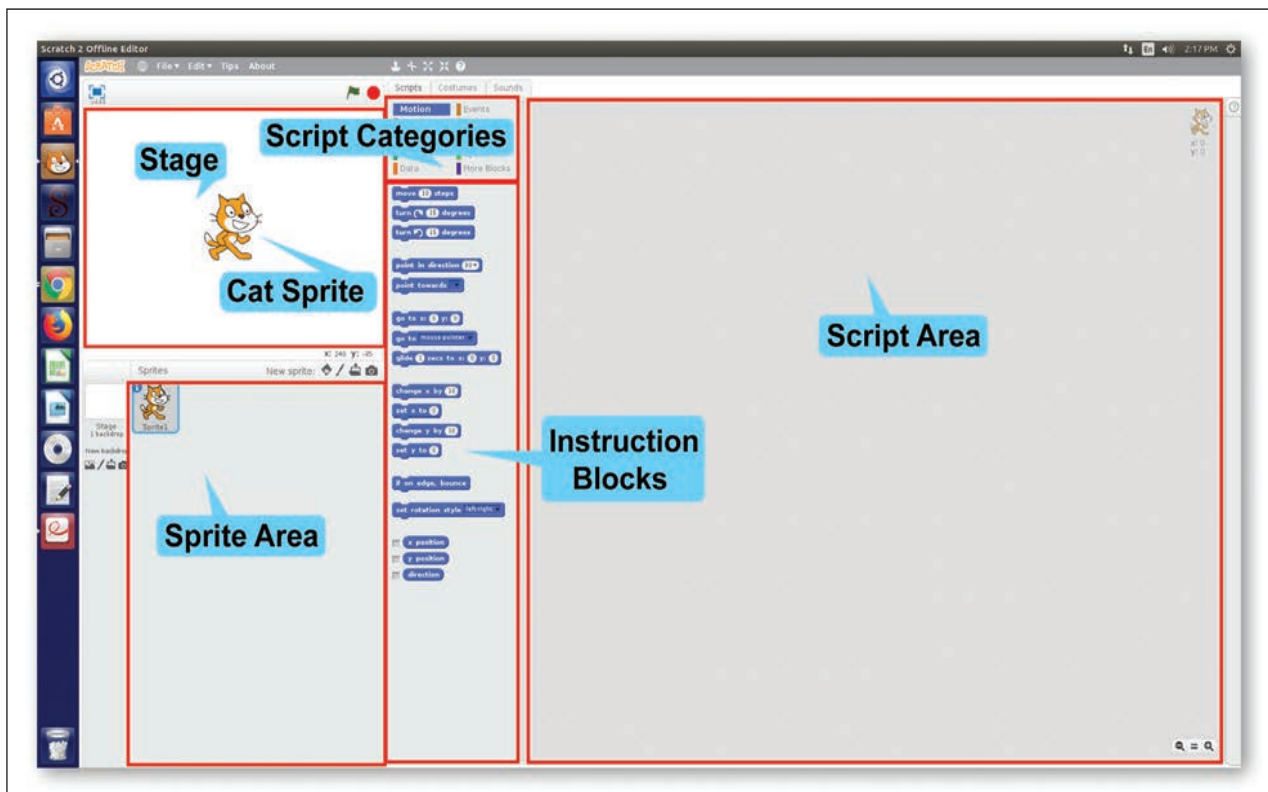 Scratch 2 Offline Editor
En 2:17 PM
SCRATCH File Edit Tips About
Scripts Costumes Sounds
Motion Events
Script Categories
Data More Blocks
Stage
Cat Sprite
x: 240 y:
Sprites New sprite:
Stage
1 backdrop
New backdrop
Sprite1
Sprite Area
move 10 steps
turn 15 degrees
turn 15 degrees
point in direction 90
point towards
go to x: 0 y: 0
go to mouse-pointer
glide 1 secs to x: 0 y: 0
change x by 10
set x to 0
change y by 10
set y to 0
if on edge, bounce
set rotation style left-right
x position
y position
direction
Instruction
Blocks
Script Area
x: 0
y: 0